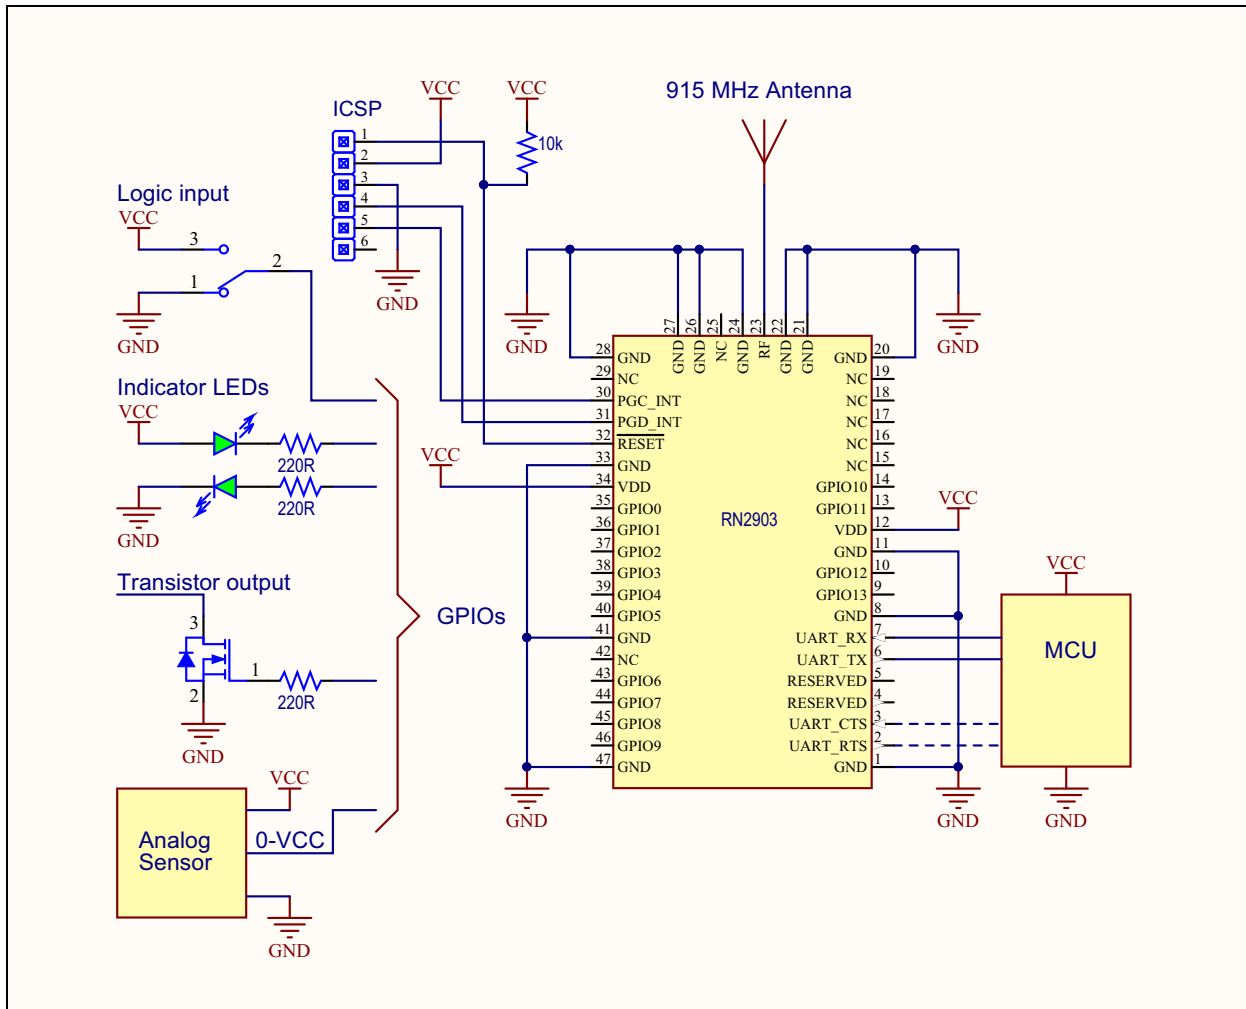 915 MHz Antenna
VCC
VCC
ICSP
1
2
3
4
5
6
10k
GND
Logic input
VCC
3
2
1
GND
Indicator LEDs
VCC
220R
220R
GND
Transistor output
3
1
2
220R
GND
GPIOs
Analog
Sensor
VCC
0-VCC
GND
GND
GND
VCC
27 GND
26 GND
25 NC
24 GND
23 RF
22 GND
21 GND
28 GND
29 NC
30 PGC_INT
31 PGD_INT
32 RESET
33 GND
34 VDD
35 GPIO0
36 GPIO1
37 GPIO2
38 GPIO3
39 GPIO4
40 GPIO5
41 GND
42 NC
43 GPIO6
44 GPIO7
45 GPIO8
46 GPIO9
47 GND
RN2903
GND 20
NC 19
NC 18
NC 17
NC 16
NC 15
GPIO10 14
GPIO11 13
VDD 12
GND 11
GPIO12 10
GPIO13 9
GND 8
UART_RX 7
UART_TX 6
RESERVED 5
RESERVED 4
UART_CTS 3
UART_RTS 2
GND 1
GND
VCC
GND
VCC
MCU
GND